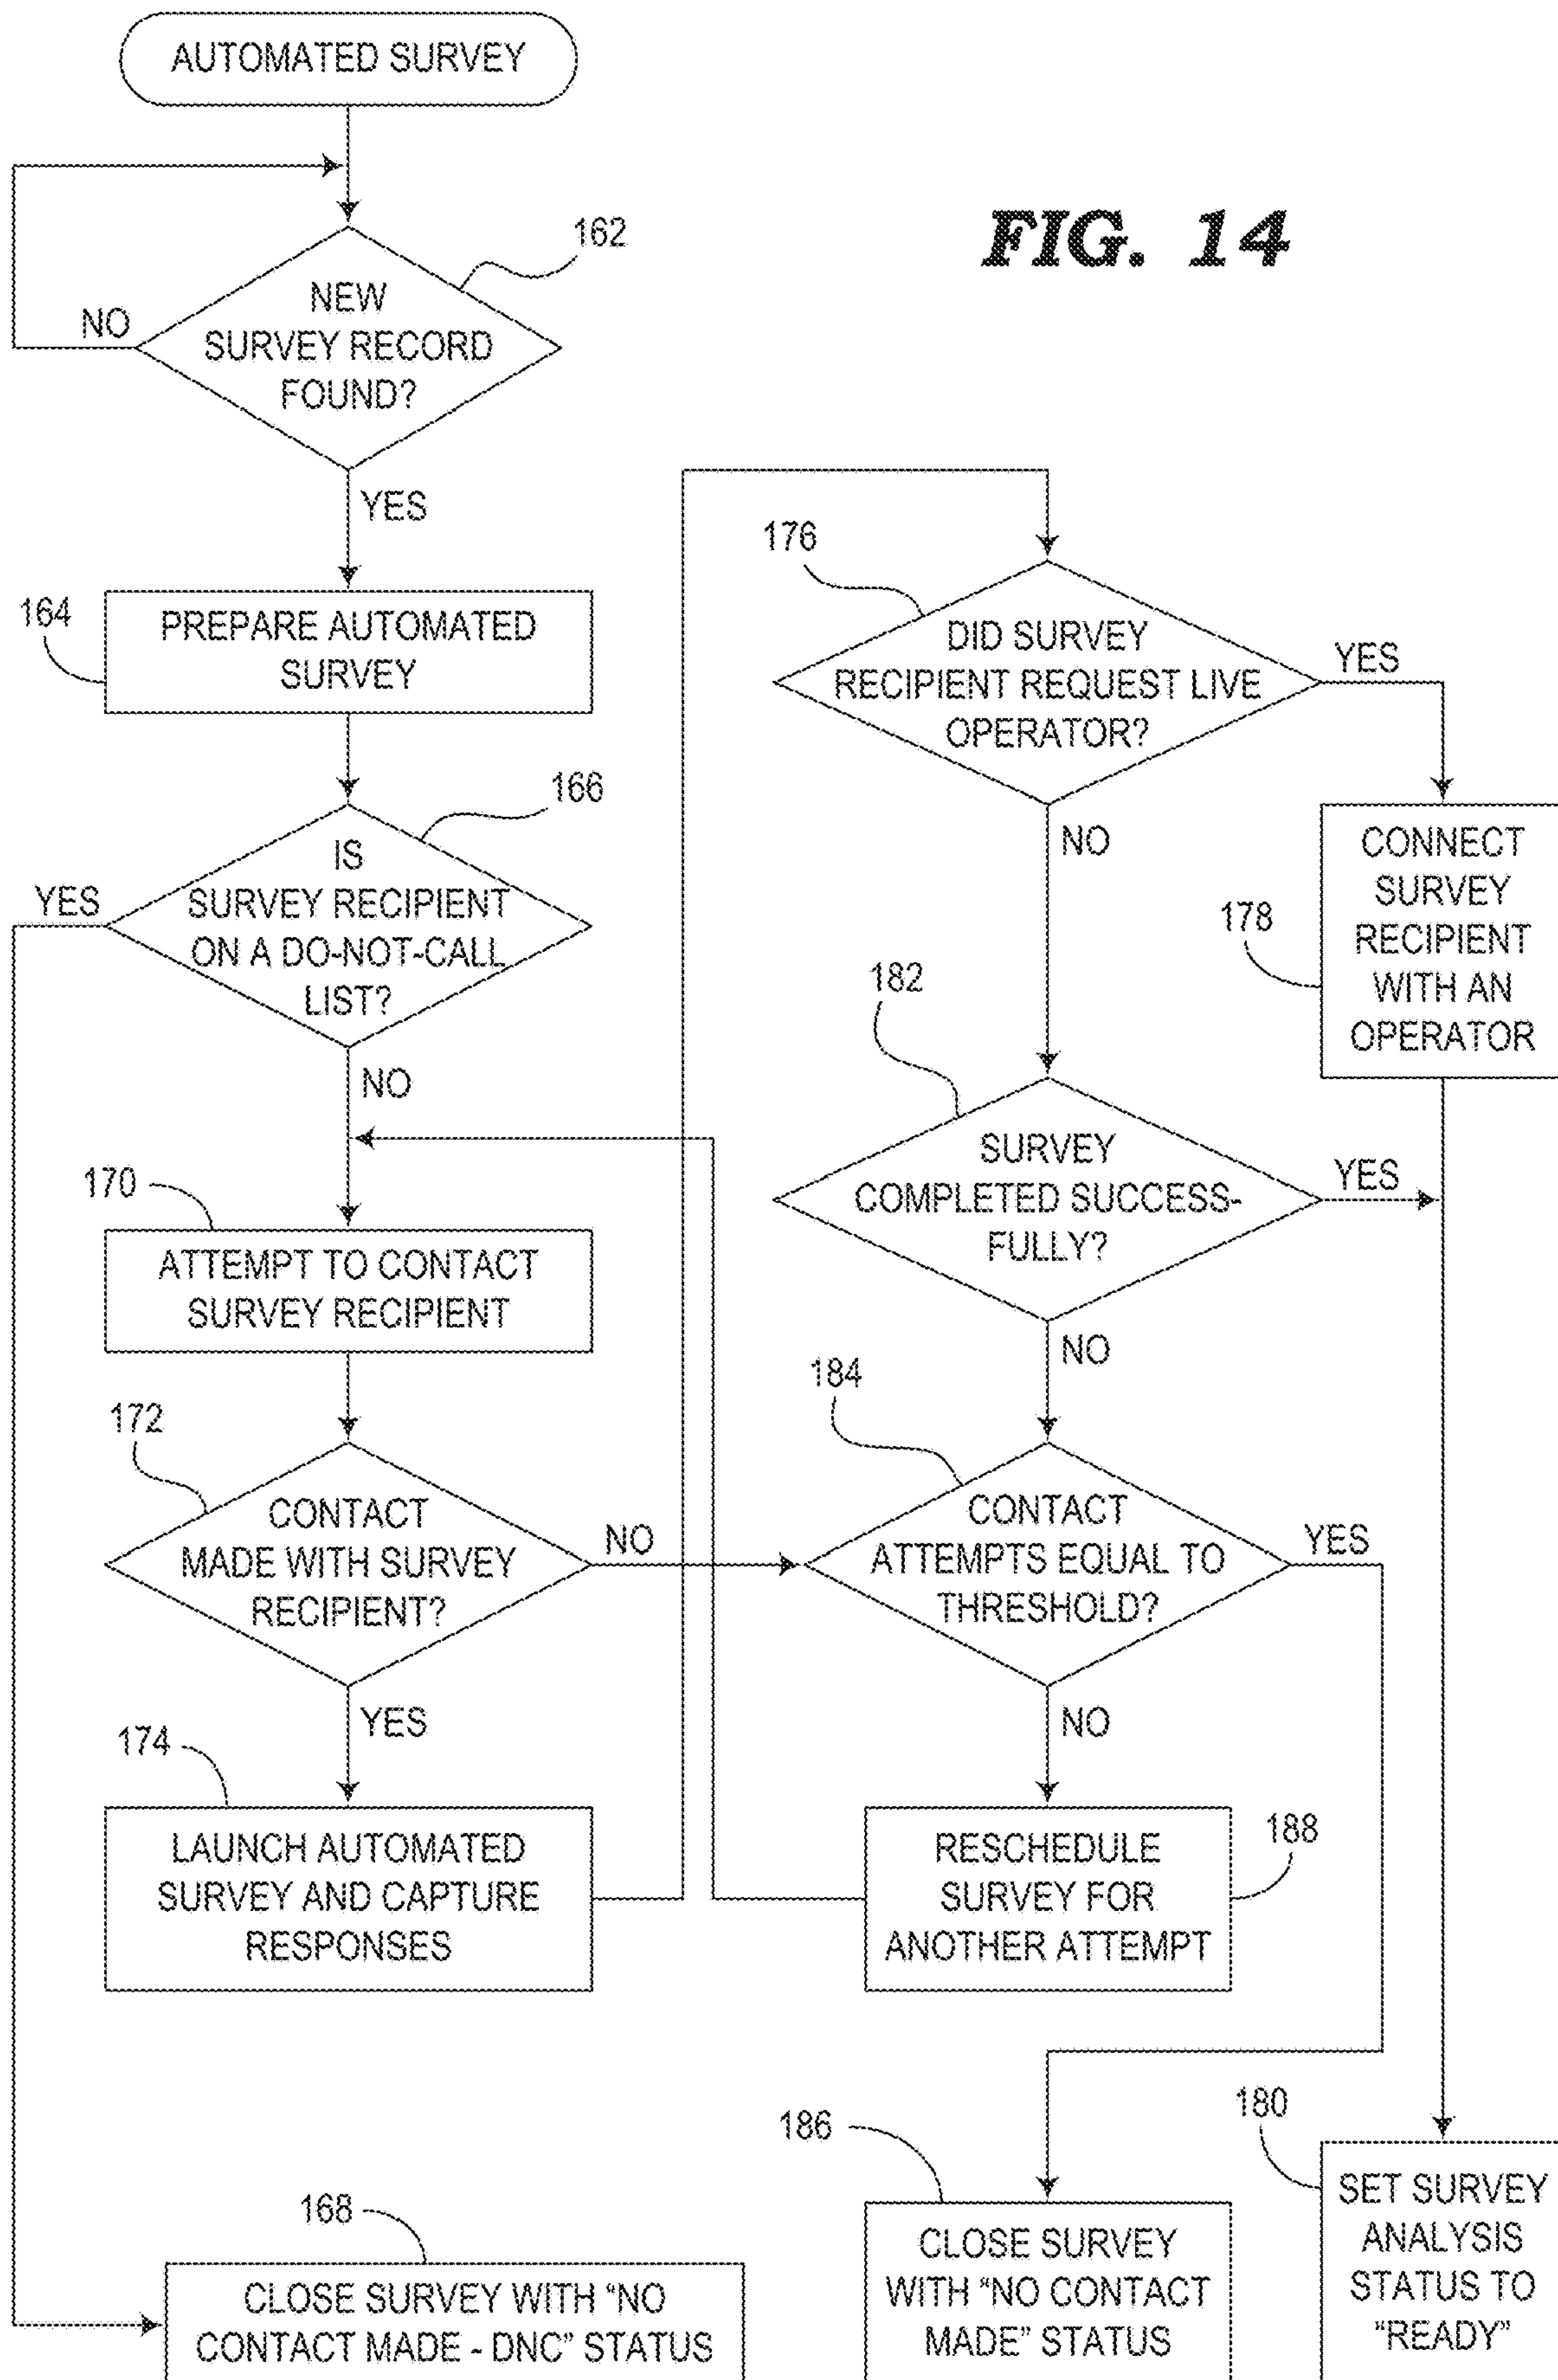 AUTOMATED SURVEY
FIG. 14
162
NEW
SURVEY RECORD
FOUND?
NO
YES
164
PREPARE AUTOMATED
SURVEY
166
IS
SURVEY RECIPIENT
ON A DO-NOT-CALL
LIST?
YES
NO
170
ATTEMPT TO CONTACT
SURVEY RECIPIENT
172
CONTACT
MADE WITH SURVEY
RECIPIENT?
NO
YES
174
LAUNCH AUTOMATED
SURVEY AND CAPTURE
RESPONSES
176
DID SURVEY
RECIPIENT REQUEST LIVE
OPERATOR?
YES
NO
178
CONNECT
SURVEY
RECIPIENT
WITH AN
OPERATOR
182
SURVEY
COMPLETED SUCCESS-
FULLY?
YES
NO
184
CONTACT
ATTEMPTS EQUAL TO
THRESHOLD?
YES
NO
188
RESCHEDULE
SURVEY FOR
ANOTHER ATTEMPT
168
CLOSE SURVEY WITH “NO
CONTACT MADE - DNC” STATUS
186
CLOSE SURVEY
WITH “NO CONTACT
MADE” STATUS
180
SET SURVEY
ANALYSIS
STATUS TO
“READY”